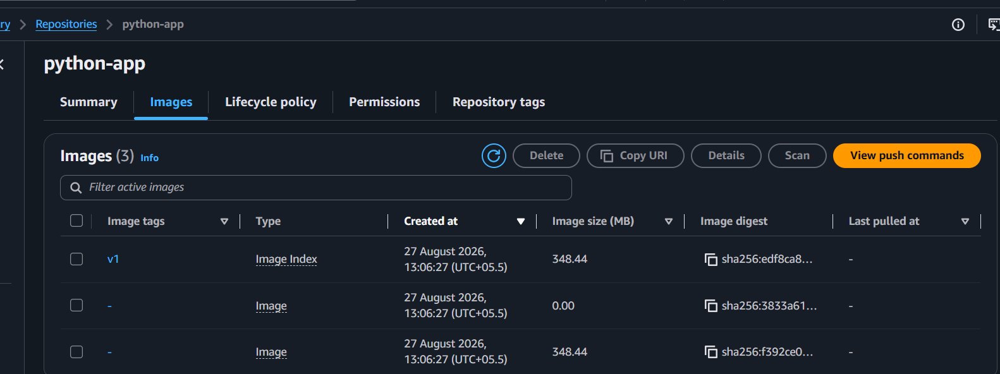 ry > Repositories > python-app
python-app
Summary Images Lifecycle policy Permissions Repository tags
Images (3) Info Delete Copy URI Details Scan View push commands
Filter active images
Image tags Type Created at Image size (MB) Image digest Last pulled at
v1 Image Index 27 August 2026, 13:06:27 (UTC+05.5) 348.44 sha256:edf8ca8... -
- Image 27 August 2026, 13:06:27 (UTC+05.5) 0.00 sha256:3833a61... -
- Image 27 August 2026, 13:06:27 (UTC+05.5) 348.44 sha256:f392ce0... -